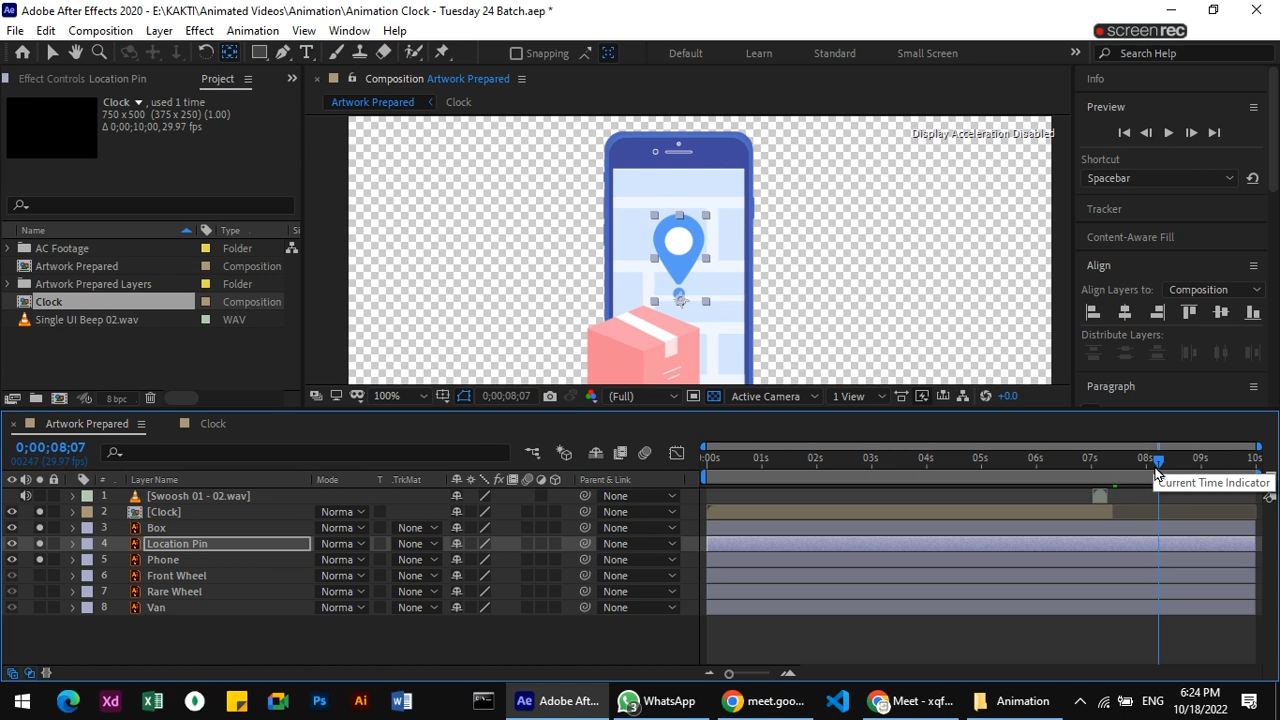 Adobe After Effects 2020 - E:\KAKTI\Animated Videos\Animation\Animation Clock - Tuesday 24 Batch.aep *
File Edit Composition Layer Effect Animation View Window Help
screenrec
Snapping Default Learn Standard Small Screen Search Help
Effect Controls Location Pin Project
Clock , used 1 time
750 x 500 (375 x 250) (1.00)
Δ 0;00;10;00, 29.97 fps
Name Type Si
AC Footage Folder
Artwork Prepared Composition
Artwork Prepared Layers Folder
Clock Composition
Single UI Beep 02.wav WAV
8 bpc
Composition Artwork Prepared
Artwork Prepared Clock
Display Acceleration Disabled
100% 0;00;08;07 (Full) Active Camera 1 View +0.0
Info
Preview
Shortcut
Spacebar
Tracker
Content-Aware Fill
Align
Align Layers to: Composition
Distribute Layers:
Paragraph
Artwork Prepared Clock
0;00;08;07
00247 (29.97 fps)
:00s 01s 02s 03s 04s 05s 06s 07s 08s 09s 10s
# Layer Name Mode T .TrkMat Parent & Link
Current Time Indicator
1 [Swoosh 01 - 02.wav] None
2 [Clock] Norma None
3 Box Norma None None
4 Location Pin Norma None None
5 Phone Norma None None
6 Front Wheel Norma None None
7 Rare Wheel Norma None None
8 Van Norma None None
Adobe Aft... WhatsApp 3 meet.goo... Meet - xqf... Animation ENG 6:24 PM
10/18/2022